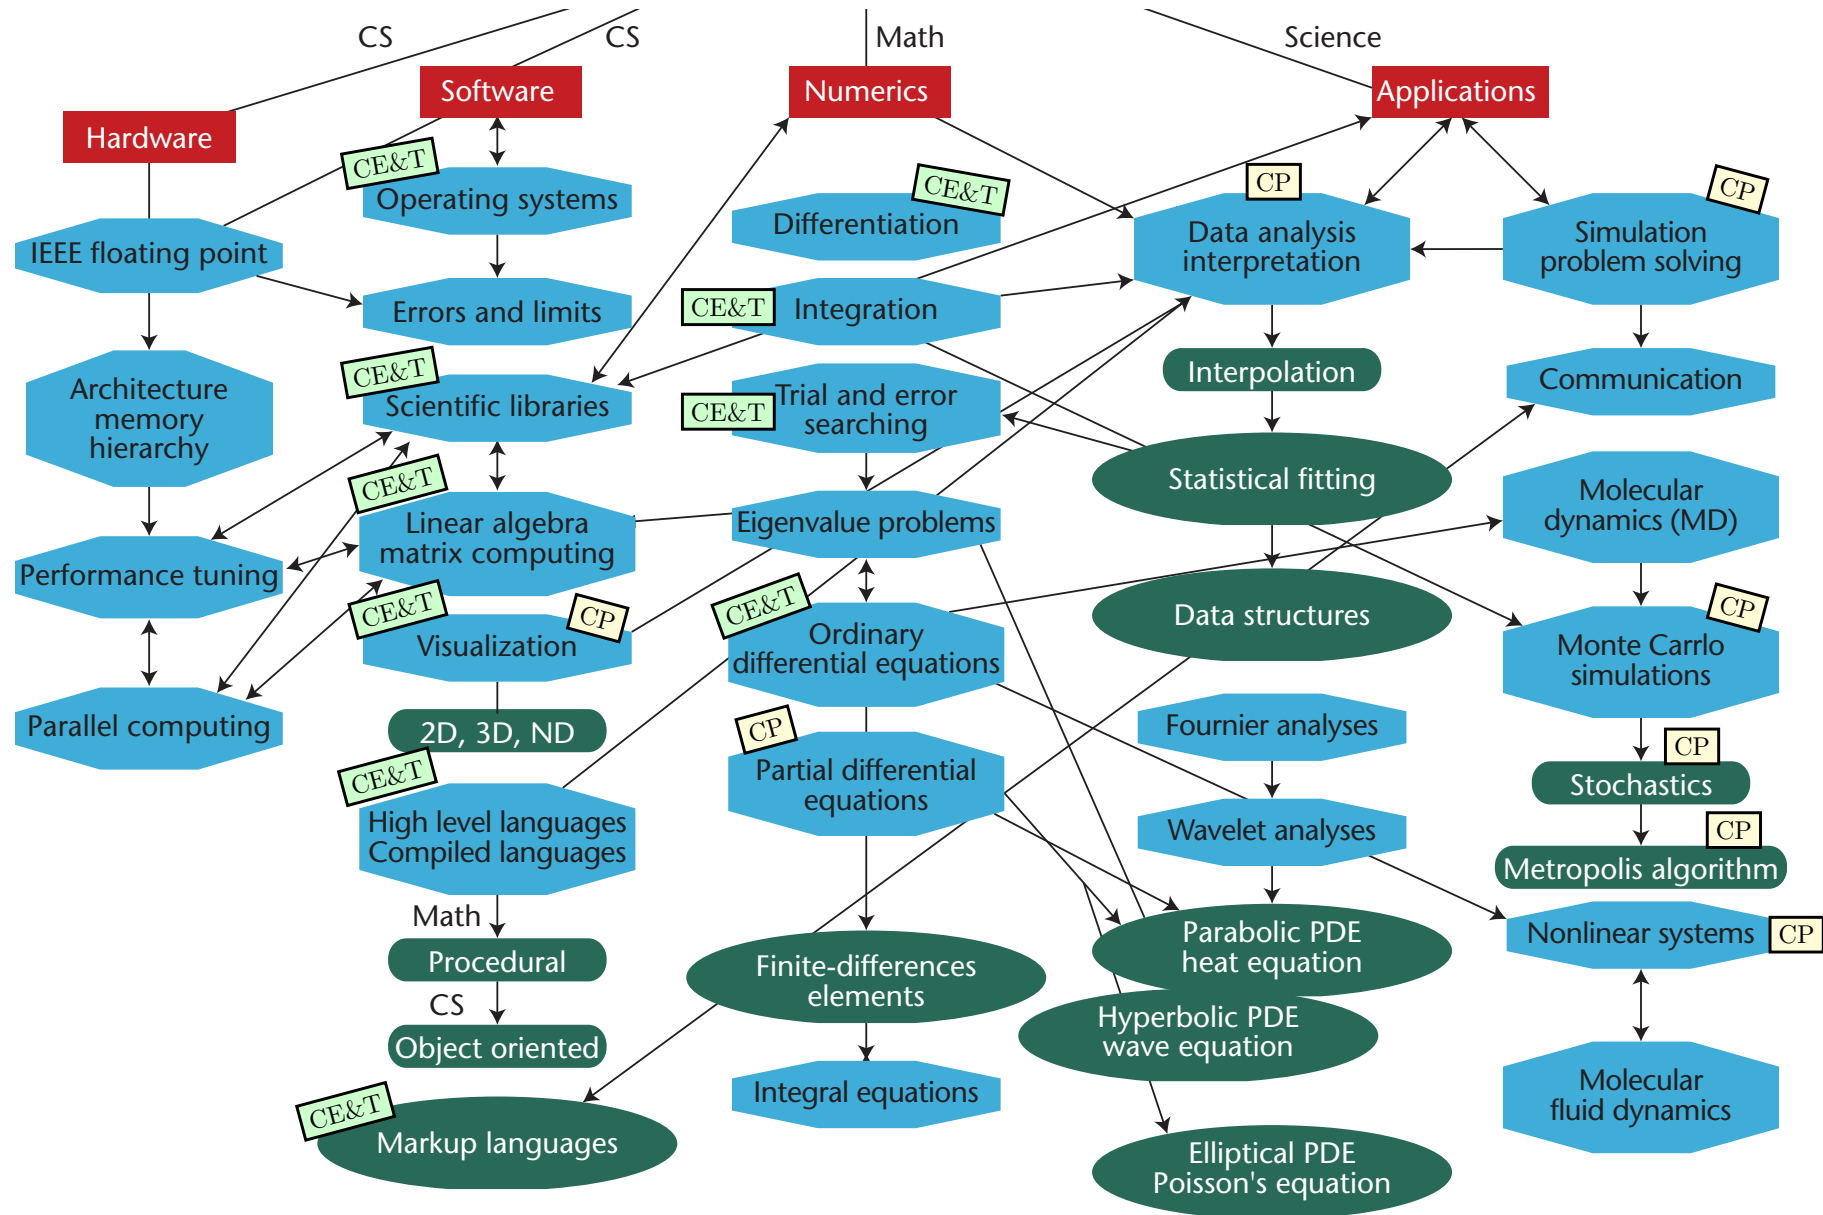 CS
CS
Math
Science
Hardware
Software
Numerics
Applications
CE&T
Operating systems
IEEE floating point
Errors and limits
Architecture
memory
hierarchy
CE&T
Scientific libraries
CE&T
Linear algebra
matrix computing
Performance tuning
CE&T
CP
Visualization
Parallel computing
2D, 3D, ND
CE&T
High level languages
Compiled languages
Math
Procedural
CS
Object oriented
CE&T
Markup languages
CE&T
Differentiation
CE&T
Integration
CE&T
Trial and error
searching
Eigenvalue problems
CE&T
Ordinary
differential equations
CP
Partial differential
equations
Finite-differences
elements
Integral equations
CP
Data analysis
interpretation
Interpolation
Statistical fitting
Data structures
Fournier analyses
Wavelet analyses
Parabolic PDE
heat equation
Hyperbolic PDE
wave equation
Elliptical PDE
Poisson's equation
CP
Simulation
problem solving
Communication
Molecular
dynamics (MD)
CP
Monte Carrlo
simulations
CP
Stochastics
CP
Metropolis algorithm
Nonlinear systems
CP
Molecular
fluid dynamics